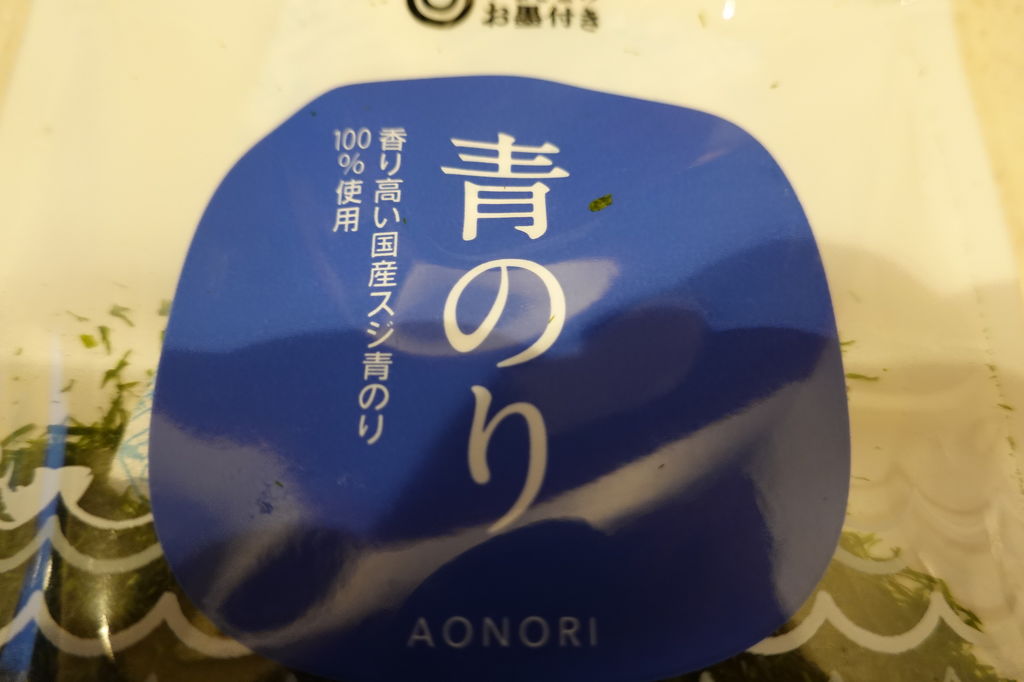 お墨付き
青のり
香り高い国産スジ青のり
100%使用
AONORI